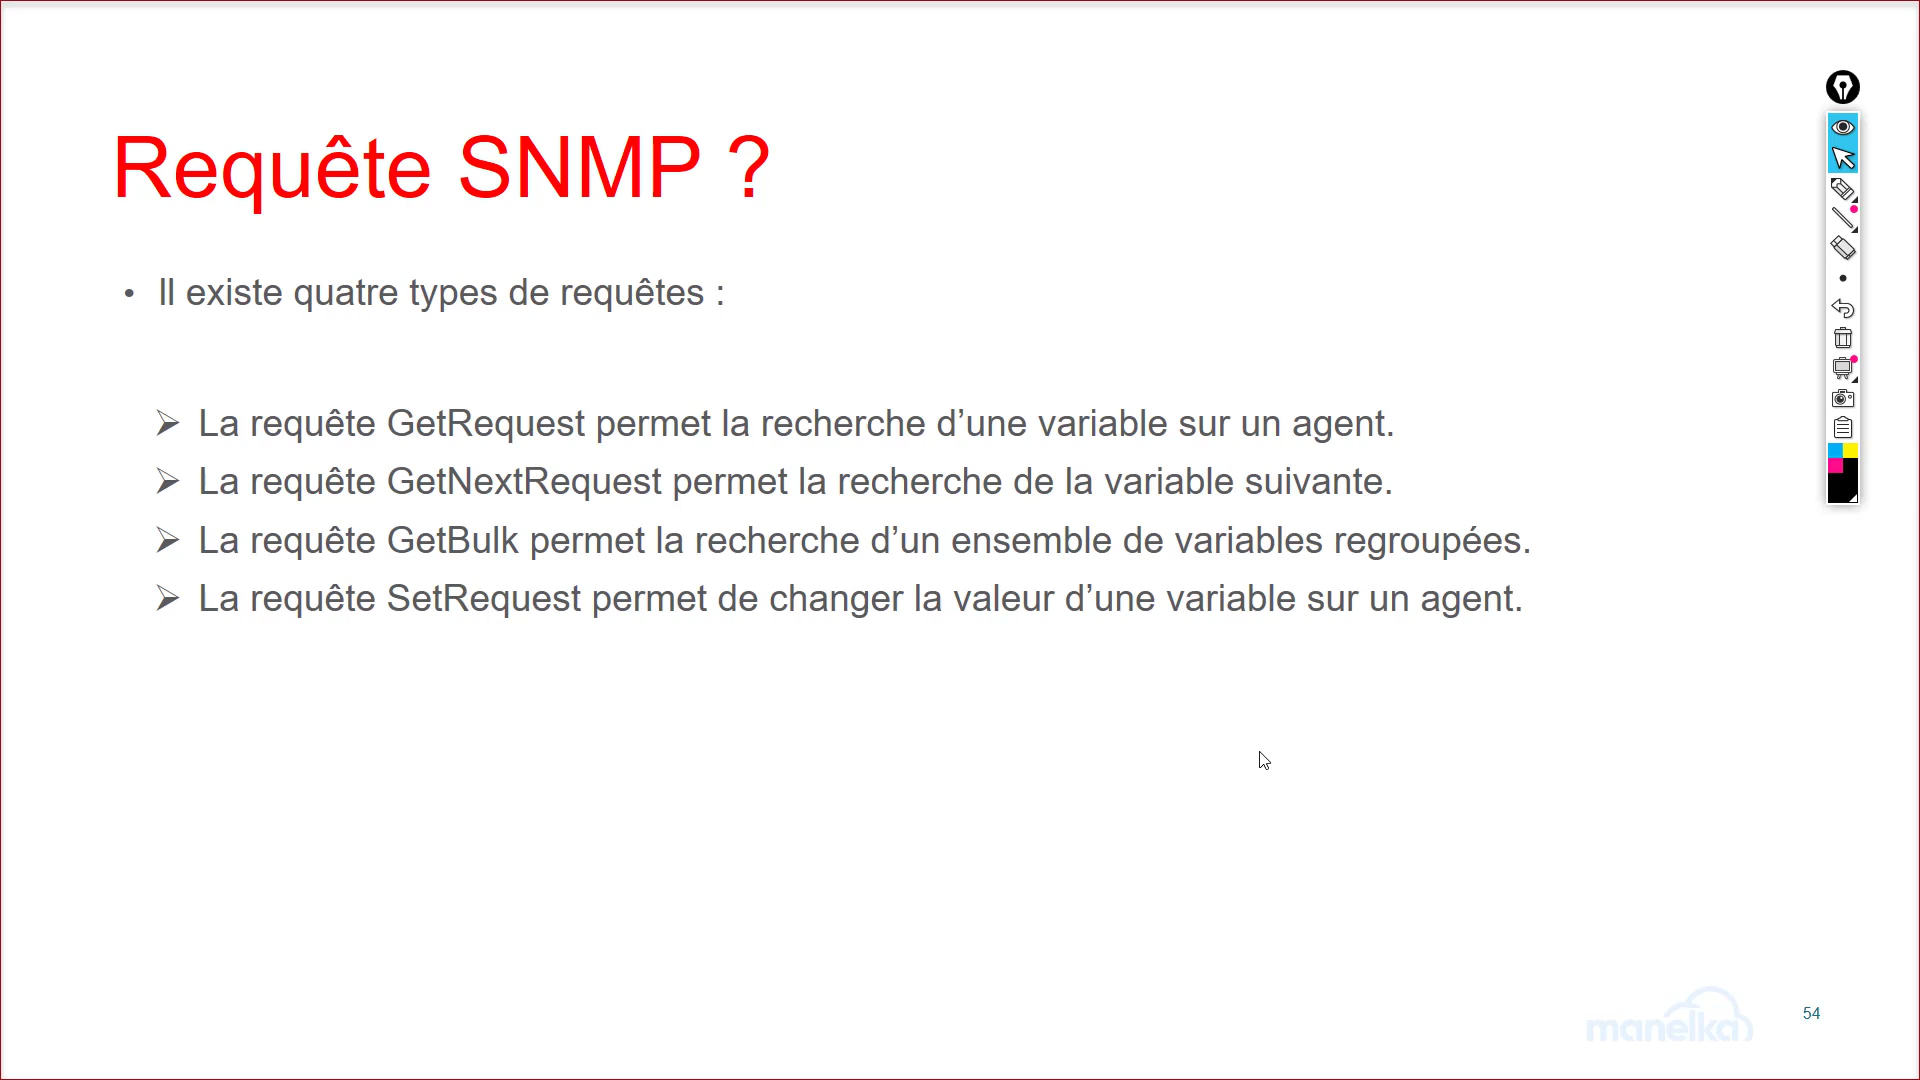 Requête SNMP ?
• Il existe quatre types de requêtes :
➢ La requête GetRequest permet la recherche d’une variable sur un agent.
➢ La requête GetNextRequest permet la recherche de la variable suivante.
➢ La requête GetBulk permet la recherche d’un ensemble de variables regroupées.
➢ La requête SetRequest permet de changer la valeur d’une variable sur un agent.
manelka
54